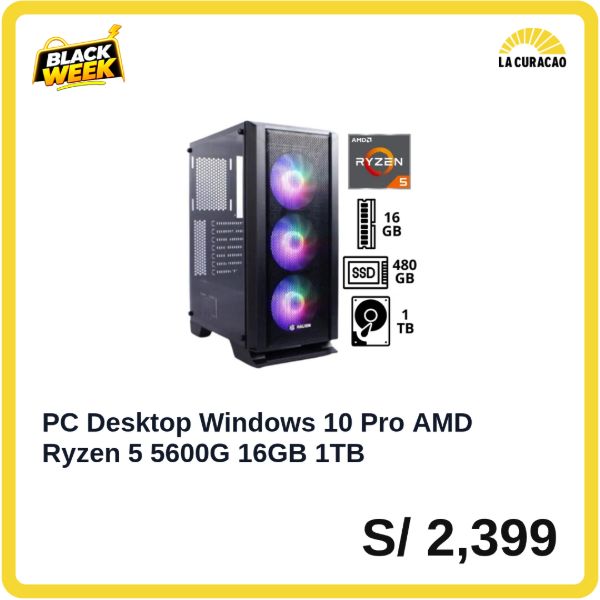 BLACK
WEEK
LA CURACAO
AMD
RYZEN
5
16
GB
SSD
480
GB
1
TB
PC Desktop Windows 10 Pro AMD
Ryzen 5 5600G 16GB 1TB
S/ 2,399